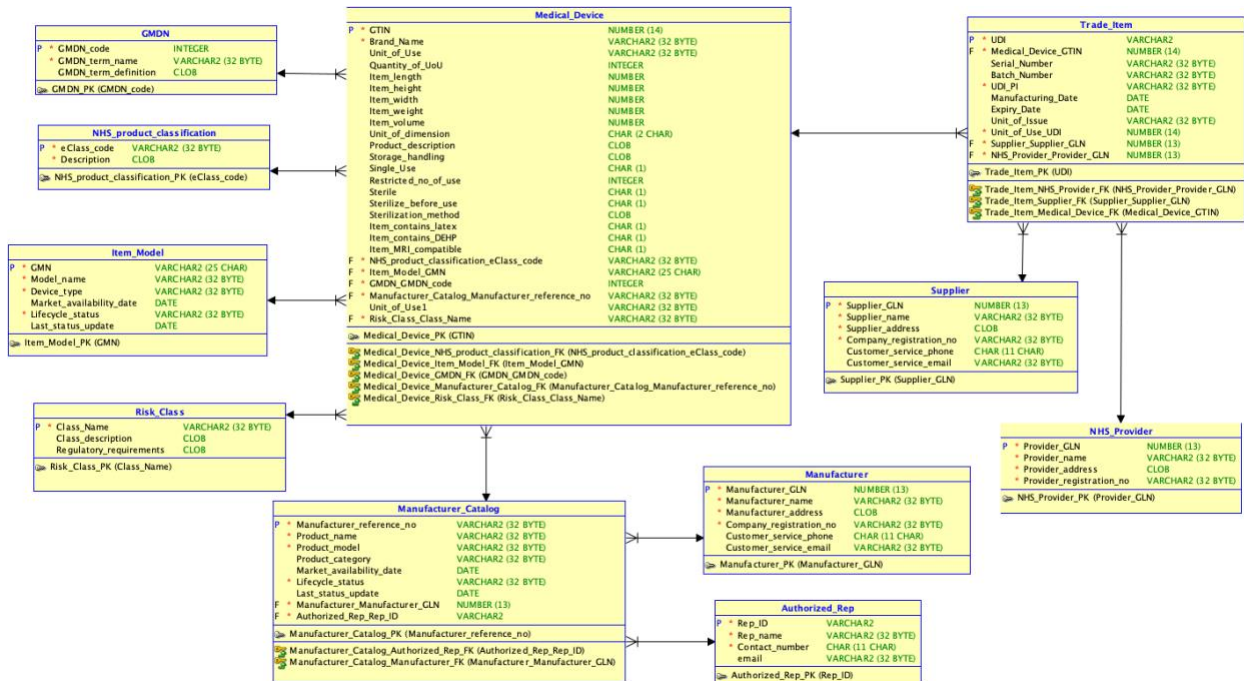 GMDN
P * GMDN_code INTEGER
* GMDN_term_name VARCHAR2 (32 BYTE)
GMDN_term_definition CLOB
GMDN_PK (GMDN_code)
NHS_product_classification
P * eClass_code VARCHAR2 (32 BYTE)
* Description CLOB
NHS_product_classification_PK (eClass_code)
Item_Model
P * GMN VARCHAR2 (25 CHAR)
* Model_name VARCHAR2 (32 BYTE)
* Device_type VARCHAR2 (32 BYTE)
Market_availability_date DATE
* Lifecycle_status VARCHAR2 (32 BYTE)
Last_status_update DATE
Item_Model_PK (GMN)
Risk_Class
P * Class_Name VARCHAR2 (32 BYTE)
Class_description CLOB
Regulatory_requirements CLOB
Risk_Class_PK (Class_Name)
Medical_Device
P * GTIN NUMBER (14)
* Brand_Name VARCHAR2 (32 BYTE)
Unit_of_Use VARCHAR2 (32 BYTE)
Quantity_of_UoU INTEGER
Item_length NUMBER
Item_height NUMBER
Item_width NUMBER
Item_weight NUMBER
Item_volume NUMBER
Unit_of_dimension CHAR (2 CHAR)
Product_description CLOB
Storage_handling CLOB
Single_Use CHAR (1)
Restricted_no_of_use INTEGER
Sterile CHAR (1)
Sterilize_before_use CHAR (1)
Sterilization_method CLOB
Item_contains_latex CHAR (1)
Item_contains_DEHP CHAR (1)
Item_MRI_compatible CHAR (1)
F * NHS_product_classification_eClass_code VARCHAR2 (32 BYTE)
F * Item_Model_GMN VARCHAR2 (25 CHAR)
F * GMDN_GMDN_code INTEGER
F * Manufacturer_Catalog_Manufacturer_reference_no VARCHAR2 (32 BYTE)
Unit_of_Use1 VARCHAR2 (32 BYTE)
F * Risk_Class_Class_Name VARCHAR2 (32 BYTE)
Medical_Device_PK (GTIN)
Medical_Device_NHS_product_classification_FK (NHS_product_classification_eClass_code)
Medical_Device_Item_Model_FK (Item_Model_GMN)
Medical_Device_GMDN_FK (GMDN_GMDN_code)
Medical_Device_Manufacturer_Catalog_FK (Manufacturer_Catalog_Manufacturer_reference_no)
Medical_Device_Risk_Class_FK (Risk_Class_Class_Name)
Trade_Item
P * UDI VARCHAR2
F * Medical_Device_GTIN NUMBER (14)
Serial_Number VARCHAR2 (32 BYTE)
Batch_Number VARCHAR2 (32 BYTE)
* UDI_PI VARCHAR2 (32 BYTE)
Manufacturing_Date DATE
Expiry_Date DATE
Unit_of_Issue VARCHAR2 (32 BYTE)
* Unit_of_Use_UDI NUMBER (14)
F * Supplier_Supplier_GLN NUMBER (13)
F * NHS_Provider_Provider_GLN NUMBER (13)
Trade_Item_PK (UDI)
Trade_Item_NHS_Provider_FK (NHS_Provider_Provider_GLN)
Trade_Item_Supplier_FK (Supplier_Supplier_GLN)
Trade_Item_Medical_Device_FK (Medical_Device_GTIN)
Supplier
P * Supplier_GLN NUMBER (13)
* Supplier_name VARCHAR2 (32 BYTE)
* Supplier_address CLOB
* Company_registration_no VARCHAR2 (32 BYTE)
Customer_service_phone CHAR (11 CHAR)
Customer_service_email VARCHAR2 (32 BYTE)
Supplier_PK (Supplier_GLN)
NHS_Provider
P * Provider_GLN NUMBER (13)
* Provider_name VARCHAR2 (32 BYTE)
* Provider_address CLOB
* Provider_registration_no VARCHAR2 (32 BYTE)
NHS_Provider_PK (Provider_GLN)
Manufacturer_Catalog
P * Manufacturer_reference_no VARCHAR2 (32 BYTE)
* Product_name VARCHAR2 (32 BYTE)
* Product_model VARCHAR2 (32 BYTE)
Product_category VARCHAR2 (32 BYTE)
Market_availability_date DATE
* Lifecycle_status VARCHAR2 (32 BYTE)
Last_status_update DATE
F * Manufacturer_Manufacturer_GLN NUMBER (13)
F * Authorized_Rep_Rep_ID VARCHAR2
Manufacturer_Catalog_PK (Manufacturer_reference_no)
Manufacturer_Catalog_Authorized_Rep_FK (Authorized_Rep_Rep_ID)
Manufacturer_Catalog_Manufacturer_FK (Manufacturer_Manufacturer_GLN)
Manufacturer
P * Manufacturer_GLN NUMBER (13)
* Manufacturer_name VARCHAR2 (32 BYTE)
* Manufacturer_address CLOB
* Company_registration_no VARCHAR2 (32 BYTE)
Customer_service_phone CHAR (11 CHAR)
Customer_service_email VARCHAR2 (32 BYTE)
Manufacturer_PK (Manufacturer_GLN)
Authorized_Rep
P * Rep_ID VARCHAR2
* Rep_name VARCHAR2 (32 BYTE)
* Contact_number CHAR (11 CHAR)
email VARCHAR2 (32 BYTE)
Authorized_Rep_PK (Rep_ID)